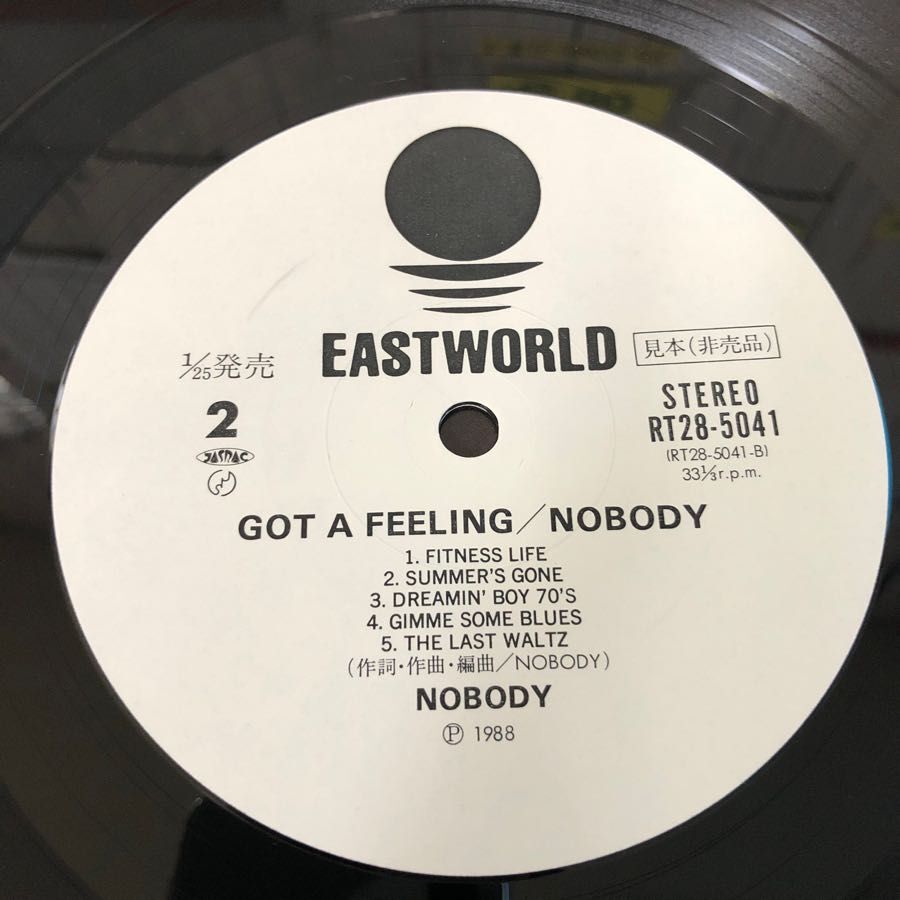 EASTWORLD
見本(非売品)
1/25発売
2
JASRAC
STEREO
RT28-5041
(RT28-5041-B)
33⅓r.p.m.
GOT A FEELING/NOBODY
1. FITNESS LIFE
2. SUMMER'S GONE
3. DREAMIN' BOY 70'S
4. GIMME SOME BLUES
5. THE LAST WALTZ
(作詞・作曲・編曲/NOBODY)
NOBODY
Ⓟ 1988